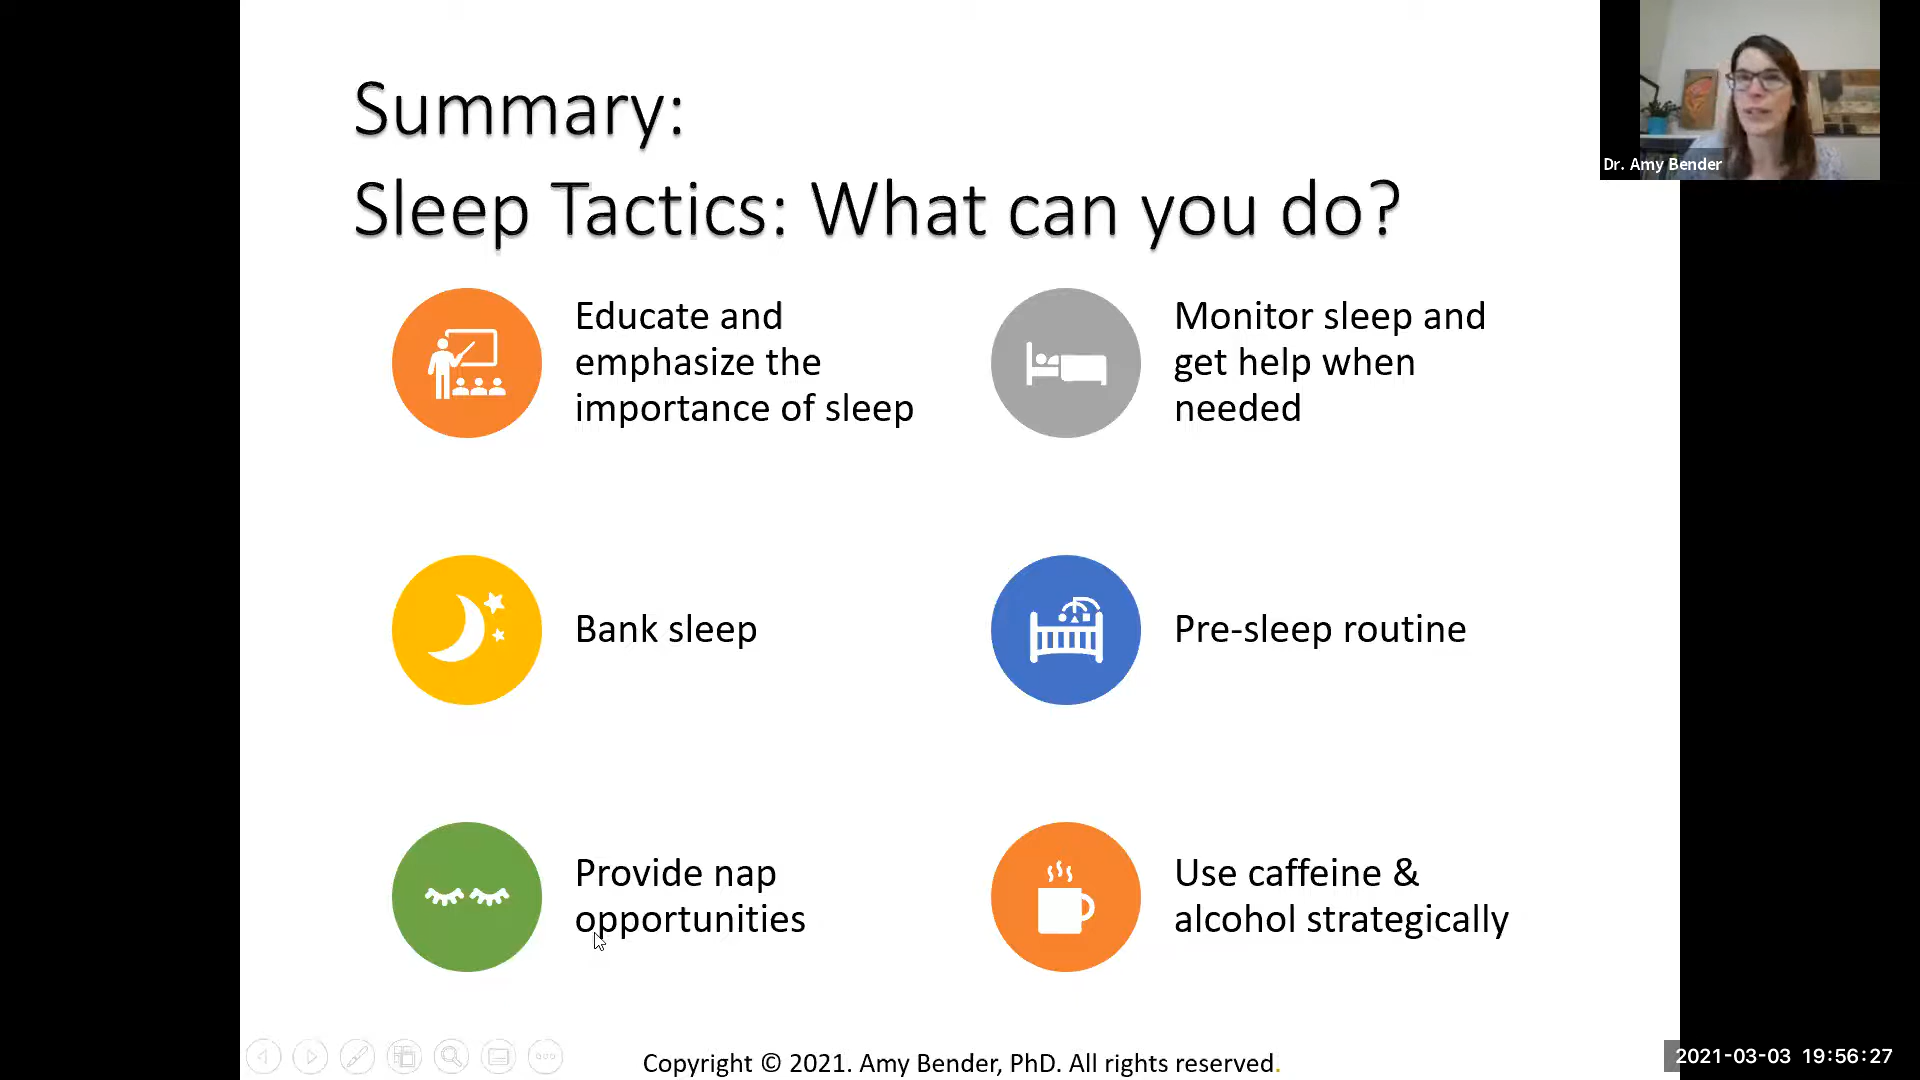 Summary:
Sleep Tactics: What can you do?
Educate and
emphasize the
importance of sleep
Monitor sleep and
get help when
needed
Bank sleep
Pre-sleep routine
Provide nap
opportunities
Use caffeine &
alcohol strategically
Copyright © 2021. Amy Bender, PhD. All rights reserved.
Dr. Amy Bender
2021-03-03 19:56:27